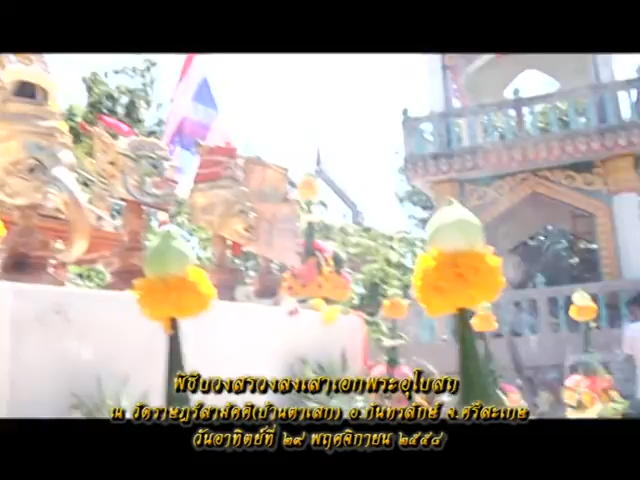 พิธีบวงสรวงลงเสาเอกพระอุโบสถ
ณ วัดราษฎร์สามัคคี(บ้านตาเสก) อ.กันทรลักษ์ จ.ศรีสะเกษ
วันอาทิตย์ที่ ๒๙ พฤศจิกายน ๒๕๕๘